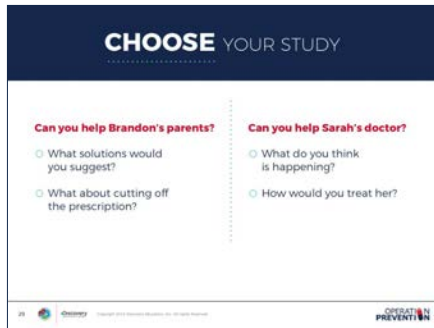 CHOOSE YOUR STUDY
Can you help Brandon's parents?
What solutions would
you suggest?
What about cutting off
the prescription?
Can you help Sarah's doctor?
What do you think
is happening?
How would you treat her?
Discovery
OPERATION
PREVENTION